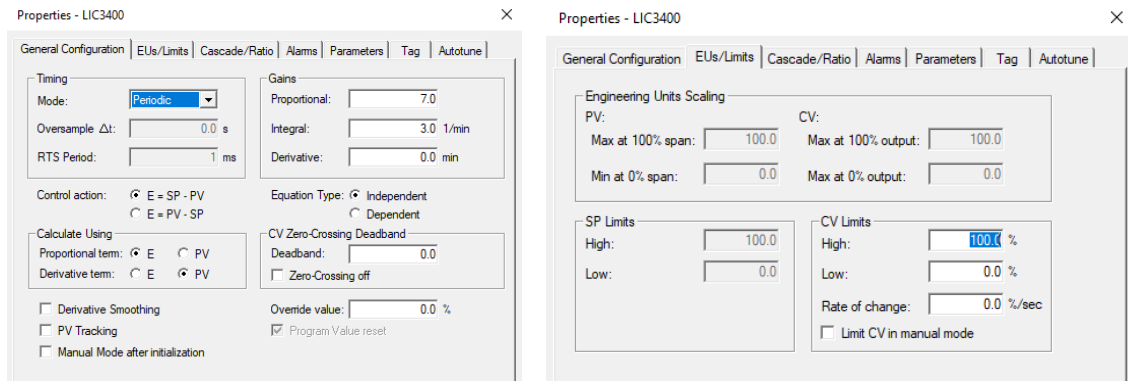 Properties - LIC3400
General Configuration EUs/Limits Cascade/Ratio Alarms Parameters Tag Autotune
Timing
Mode: Periodic
Oversample Δt: 0.0 s
RTS Period: 1 ms
Gains
Proportional: 7.0
Integral: 3.0 1/min
Derivative: 0.0 min
Control action: E = SP - PV
E = PV - SP
Equation Type: Independent
Dependent
Calculate Using
Proportional term: E PV
Derivative term: E PV
CV Zero-Crossing Deadband
Deadband: 0.0
Zero-Crossing off
Derivative Smoothing
PV Tracking
Manual Mode after initialization
Override value: 0.0 %
Program Value reset
Properties - LIC3400
General Configuration EUs/Limits Cascade/Ratio Alarms Parameters Tag Autotune
Engineering Units Scaling
PV: CV:
Max at 100% span: 100.0 Max at 100% output: 100.0
Min at 0% span: 0.0 Max at 0% output: 0.0
SP Limits
High: 100.0
Low: 0.0
CV Limits
High: 100.0 %
Low: 0.0 %
Rate of change: 0.0 %/sec
Limit CV in manual mode